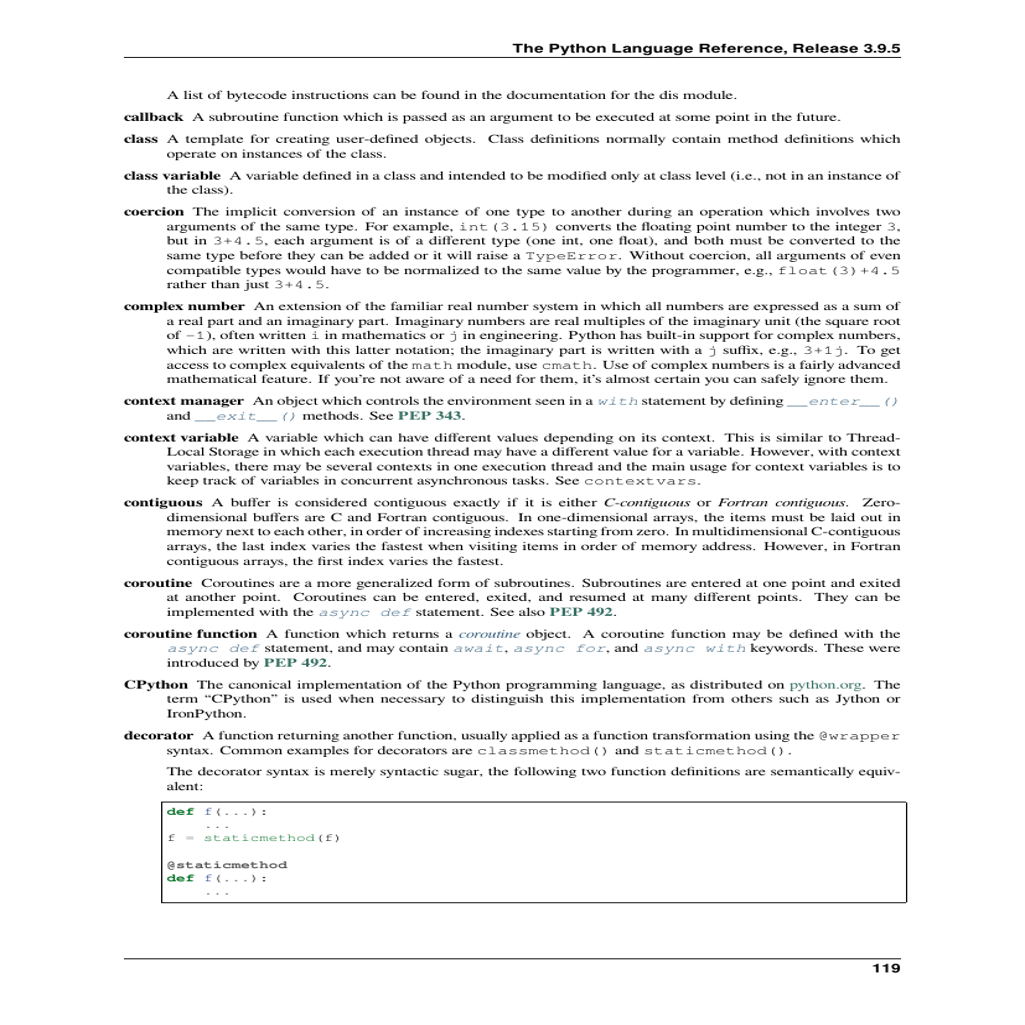 The Python Language Reference, Release 3.9.5
A list of bytecode instructions can be found in the documentation for the dis module.
callback A subroutine function which is passed as an argument to be executed at some point in the future.
class A template for creating user-defined objects. Class definitions normally contain method definitions which
operate on instances of the class.
class variable A variable defined in a class and intended to be modified only at class level (i.e., not in an instance of
the class).
coercion The implicit conversion of an instance of one type to another during an operation which involves two
arguments of the same type. For example, int(3.15) converts the floating point number to the integer 3,
but in 3+4.5, each argument is of a different type (one int, one float), and both must be converted to the
same type before they can be added or it will raise a TypeError. Without coercion, all arguments of even
compatible types would have to be normalized to the same value by the programmer, e.g., float(3)+4.5
rather than just 3+4.5.
complex number An extension of the familiar real number system in which all numbers are expressed as a sum of
a real part and an imaginary part. Imaginary numbers are real multiples of the imaginary unit (the square root
of -1), often written i in mathematics or j in engineering. Python has built-in support for complex numbers,
which are written with this latter notation; the imaginary part is written with a j suffix, e.g., 3+1j. To get
access to complex equivalents of the math module, use cmath. Use of complex numbers is a fairly advanced
mathematical feature. If you're not aware of a need for them, it's almost certain you can safely ignore them.
context manager An object which controls the environment seen in a with statement by defining __enter__()
and __exit__() methods. See PEP 343.
context variable A variable which can have different values depending on its context. This is similar to Thread-
Local Storage in which each execution thread may have a different value for a variable. However, with context
variables, there may be several contexts in one execution thread and the main usage for context variables is to
keep track of variables in concurrent asynchronous tasks. See contextvars.
contiguous A buffer is considered contiguous exactly if it is either C-contiguous or Fortran contiguous. Zero-
dimensional buffers are C and Fortran contiguous. In one-dimensional arrays, the items must be laid out in
memory next to each other, in order of increasing indexes starting from zero. In multidimensional C-contiguous
arrays, the last index varies the fastest when visiting items in order of memory address. However, in Fortran
contiguous arrays, the first index varies the fastest.
coroutine Coroutines are a more generalized form of subroutines. Subroutines are entered at one point and exited
at another point. Coroutines can be entered, exited, and resumed at many different points. They can be
implemented with the async def statement. See also PEP 492.
coroutine function A function which returns a coroutine object. A coroutine function may be defined with the
async def statement, and may contain await, async for, and async with keywords. These were
introduced by PEP 492.
CPython The canonical implementation of the Python programming language, as distributed on python.org. The
term “CPython” is used when necessary to distinguish this implementation from others such as Jython or
IronPython.
decorator A function returning another function, usually applied as a function transformation using the @wrapper
syntax. Common examples for decorators are classmethod() and staticmethod().
The decorator syntax is merely syntactic sugar, the following two function definitions are semantically equiv-
alent:
def f(...):
...
f = staticmethod(f)
@staticmethod
def f(...):
...
119